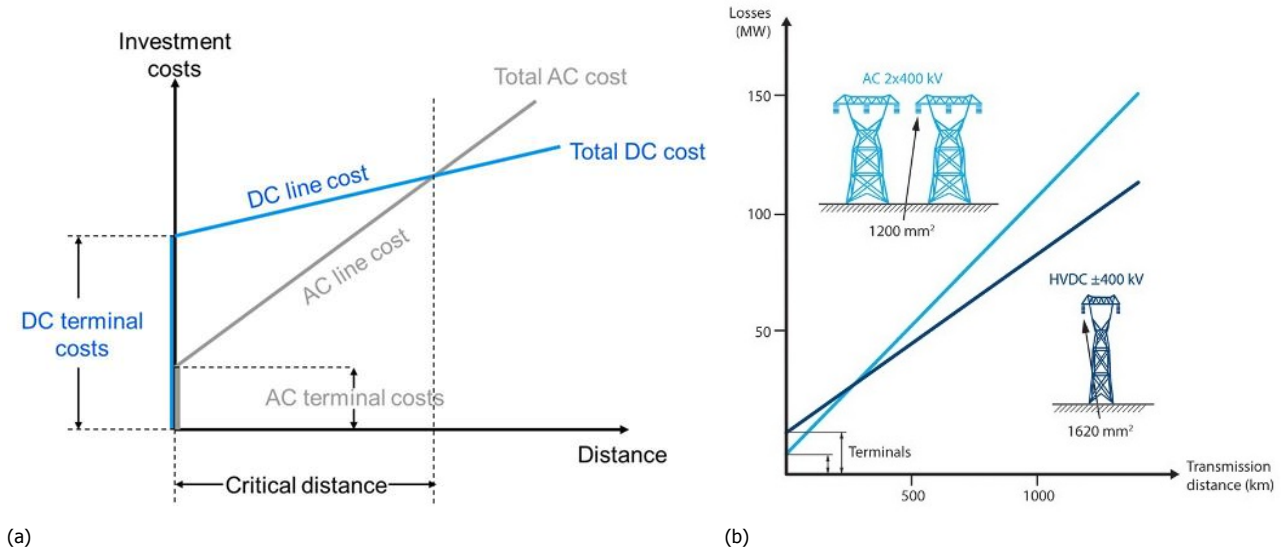 Investment
costs
Total AC cost
DC line cost
Total DC cost
AC line cost
DC terminal
costs
AC terminal costs
Distance
Critical distance
(a)
Losses
(MW)
AC 2x400 kV
150
1200 mm²
100
HVDC ±400 kV
50
1620 mm²
Terminals
Transmission
distance (km)
500
1000
(b)